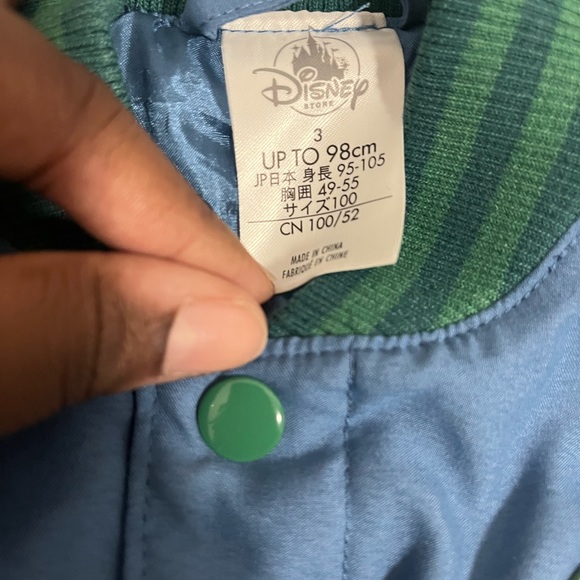 Disney
STORE
3
UP TO 98cm
JP日本 身長 95-105
胸囲 49-55
サイズ100
CN 100/52
MADE IN CHINA
FABRIQUÉ EN CHINE